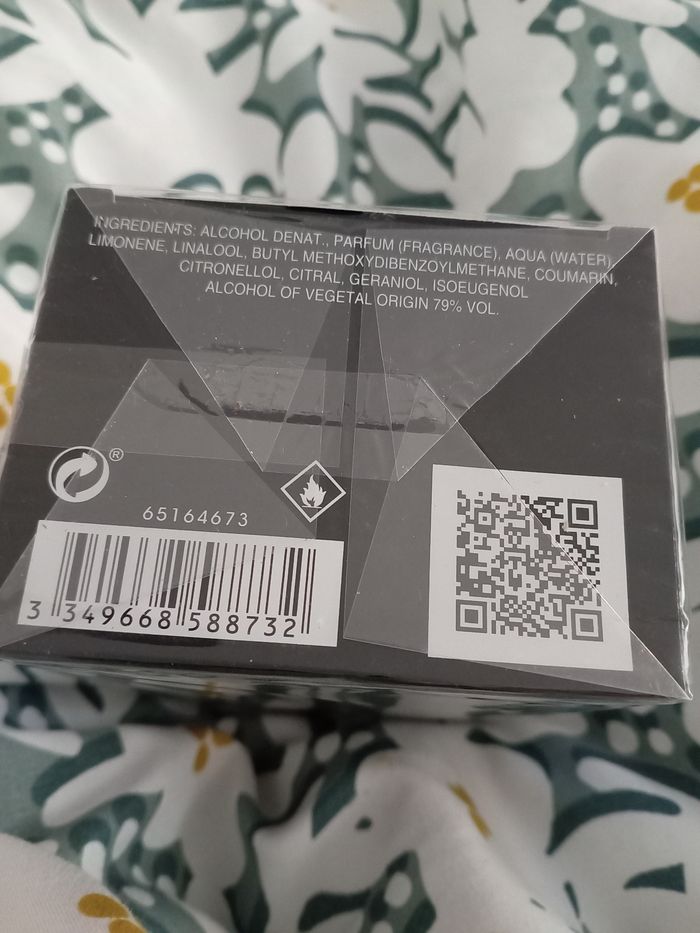 INGREDIENTS: ALCOHOL DENAT., PARFUM (FRAGRANCE), AQUA (WATER),
LIMONENE, LINALOOL, BUTYL METHOXYDIBENZOYLMETHANE, COUMARIN,
CITRONELLOL, CITRAL, GERANIOL, ISOEUGENOL
ALCOHOL OF VEGETAL ORIGIN 79% VOL.
®
65164673
3 349668 588732